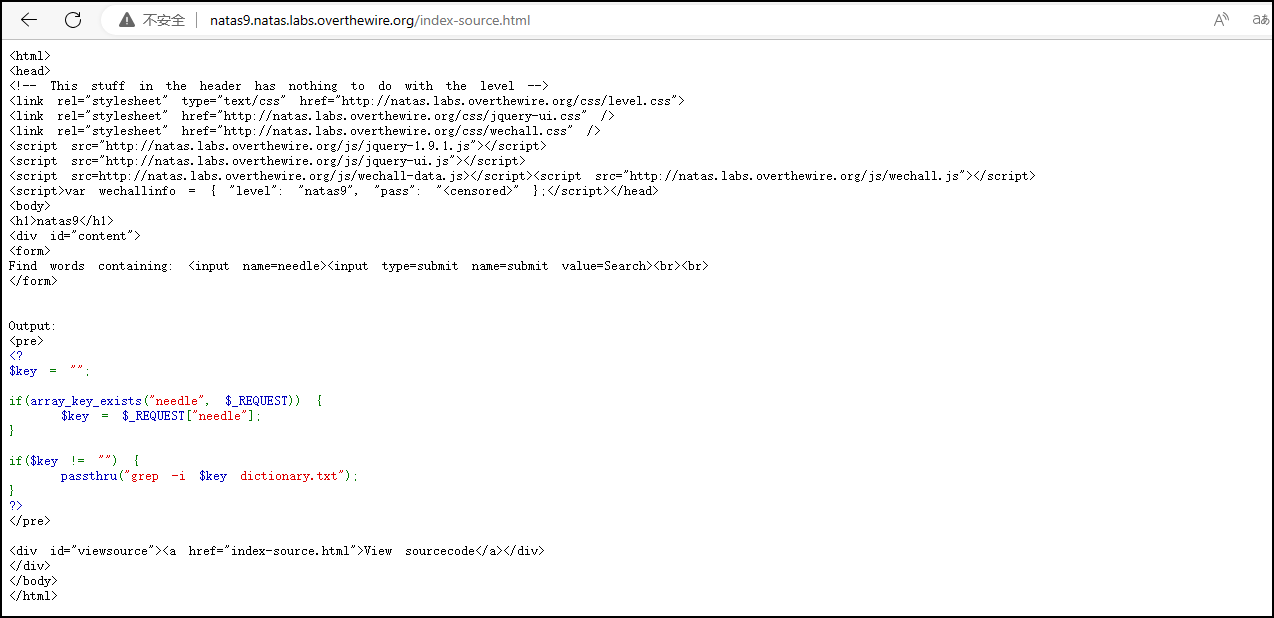 不安全 natas9.natas.labs.overthewire.org/index-source.html A aあ
<html>
<head>
<!-- This stuff in the header has nothing to do with the level -->
<link rel="stylesheet" type="text/css" href="http://natas.labs.overthewire.org/css/level.css">
<link rel="stylesheet" href="http://natas.labs.overthewire.org/css/jquery-ui.css" />
<link rel="stylesheet" href="http://natas.labs.overthewire.org/css/wechall.css" />
<script src="http://natas.labs.overthewire.org/js/jquery-1.9.1.js"></script>
<script src="http://natas.labs.overthewire.org/js/jquery-ui.js"></script>
<script src=http://natas.labs.overthewire.org/js/wechall-data.js></script><script src="http://natas.labs.overthewire.org/js/wechall.js"></script>
<script>var wechallinfo = { "level": "natas9", "pass": "<censored>" };</script></head>
<body>
<h1>natas9</h1>
<div id="content">
<form>
Find words containing: <input name=needle><input type=submit name=submit value=Search><br><br>
</form>
Output:
<pre>
<?
$key = "";
if(array_key_exists("needle", $_REQUEST)) {
$key = $_REQUEST["needle"];
}
if($key != "") {
passthru("grep -i $key dictionary.txt");
}
?>
</pre>
<div id="viewsource"><a href="index-source.html">View sourcecode</a></div>
</div>
</body>
</html>